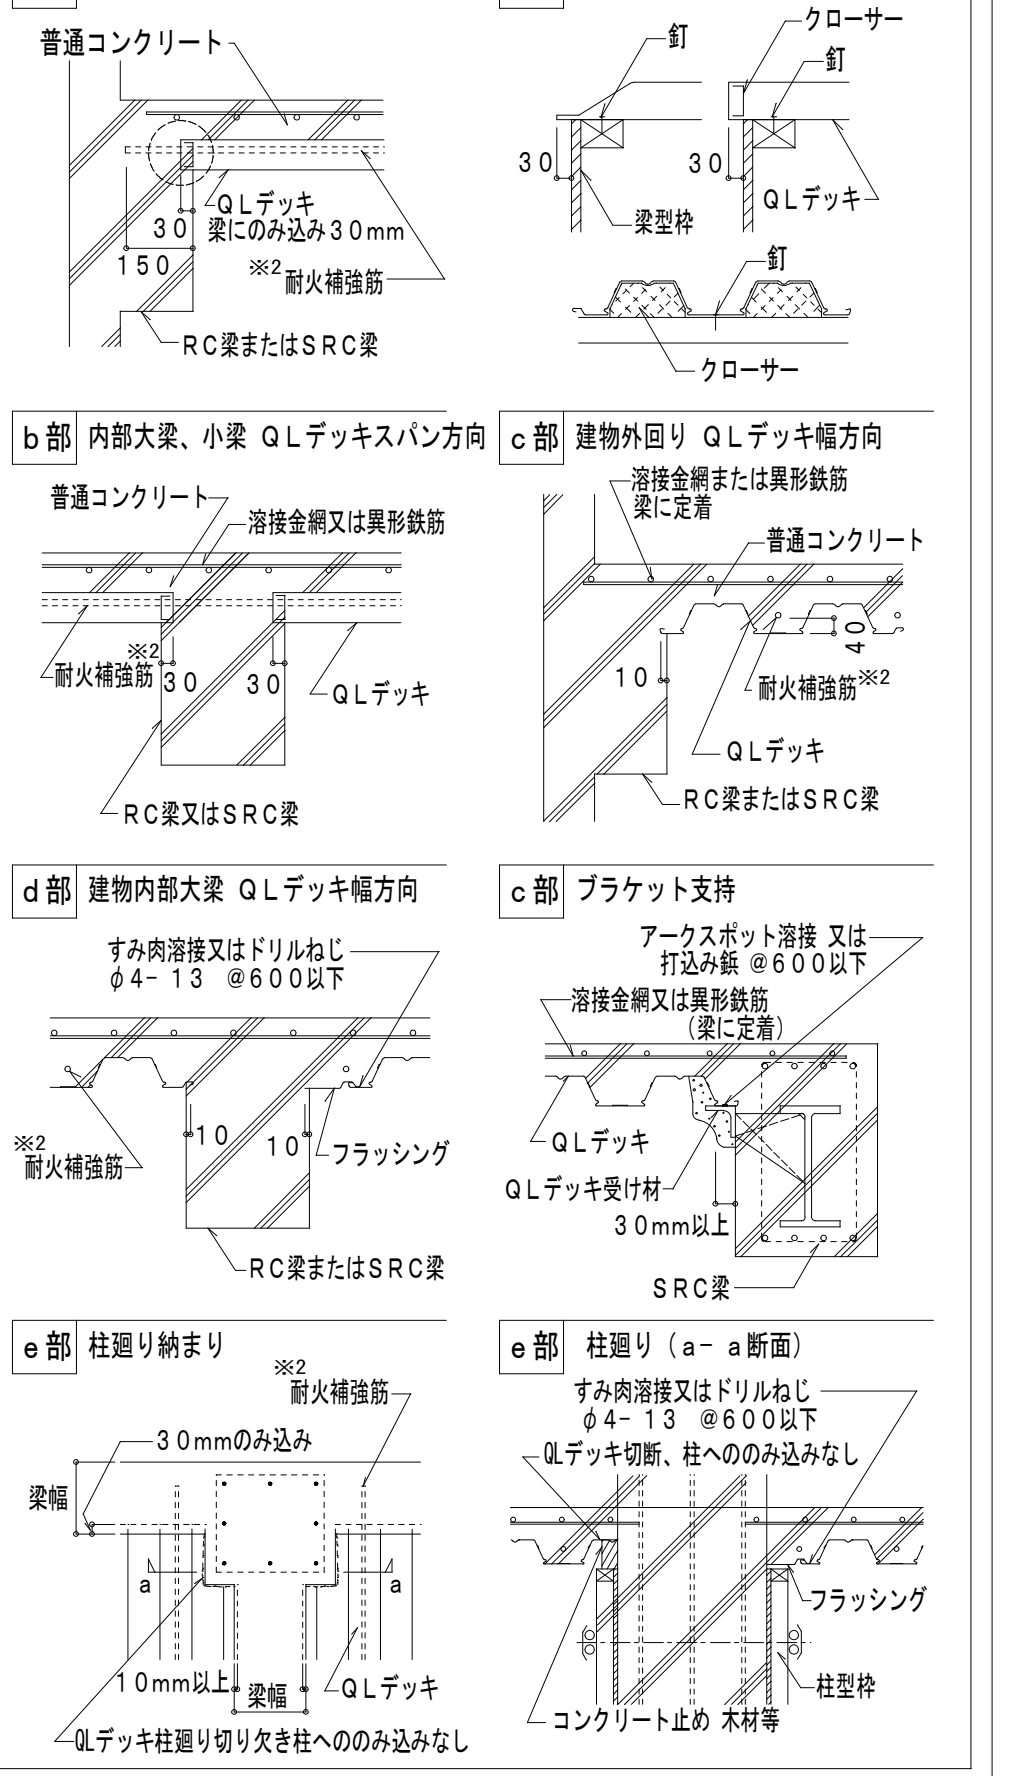 普通コンクリート
QLデッキ
梁にのみ込み30mm
30
150
※2
耐火補強筋
RC梁またはSRC梁
クローサー
釘
釘
30
30
QLデッキ
梁型枠
釘
クローサー
b部 内部大梁、小梁 QLデッキスパン方向
普通コンクリート
溶接金網又は異形鉄筋
※2
耐火補強筋
30
30
QLデッキ
RC梁又はSRC梁
c部 建物外回り QLデッキ幅方向
溶接金網または異形鉄筋
梁に定着
普通コンクリート
40
10
耐火補強筋※2
QLデッキ
RC梁またはSRC梁
d部 建物内部大梁 QLデッキ幅方向
すみ肉溶接又はドリルねじ
φ4-13 @600以下
10
10
※2
耐火補強筋
フラッシング
RC梁またはSRC梁
c部 ブラケット支持
アークスポット溶接 又は
打込み鋲 @600以下
溶接金網又は異形鉄筋
(梁に定着)
QLデッキ
QLデッキ受け材
30mm以上
SRC梁
e部 柱廻り納まり
※2
耐火補強筋
30mmのみ込み
梁幅
a
a
10mm以上
梁幅
QLデッキ
QLデッキ柱廻り切り欠き柱へののみ込みなし
e部 柱廻り(a-a断面)
すみ肉溶接又はドリルねじ
φ4-13 @600以下
QLデッキ切断、柱へののみ込みなし
フラッシング
柱型枠
コンクリート止め 木材等